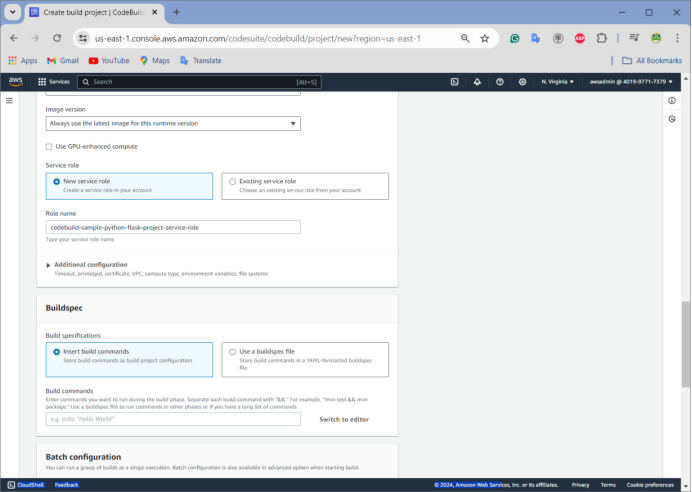 Create build project | CodeBuil
us-east-1.console.aws.amazon.com/codesuite/codebuild/project/new?region=us-east-1
Apps Gmail YouTube Maps Translate All Bookmarks
aws Services Search [Alt+S] N. Virginia awsadmin @ 4019-9771-7379
Image version
Always use the latest image for this runtime version
Use GPU-enhanced compute
Service role
New service role
Create a service role in your account
Existing service role
Choose an existing service role from your account
Role name
codebuild-sample-python-flask-project-service-role
Type your service role name
Additional configuration
Timeout, privileged, certificate, VPC, compute type, environment variables, file systems
Buildspec
Build specifications
Insert build commands
Store build commands as build project configuration
Use a buildspec file
Store build commands in a YAML-formatted buildspec
file
Build commands
Enter commands you want to run during the build phase. Separate each build command with "&&." For example, "mvn test && mvn
package." Use a buildspec file to run commands in other phases or if you have a long list of commands.
e.g. echo "Hello World"
Switch to editor
Batch configuration
You can run a group of builds as a single execution. Batch configuration is also available in advanced option when starting build.
CloudShell Feedback © 2024, Amazon Web Services, Inc. or its affiliates. Privacy Terms Cookie preferences